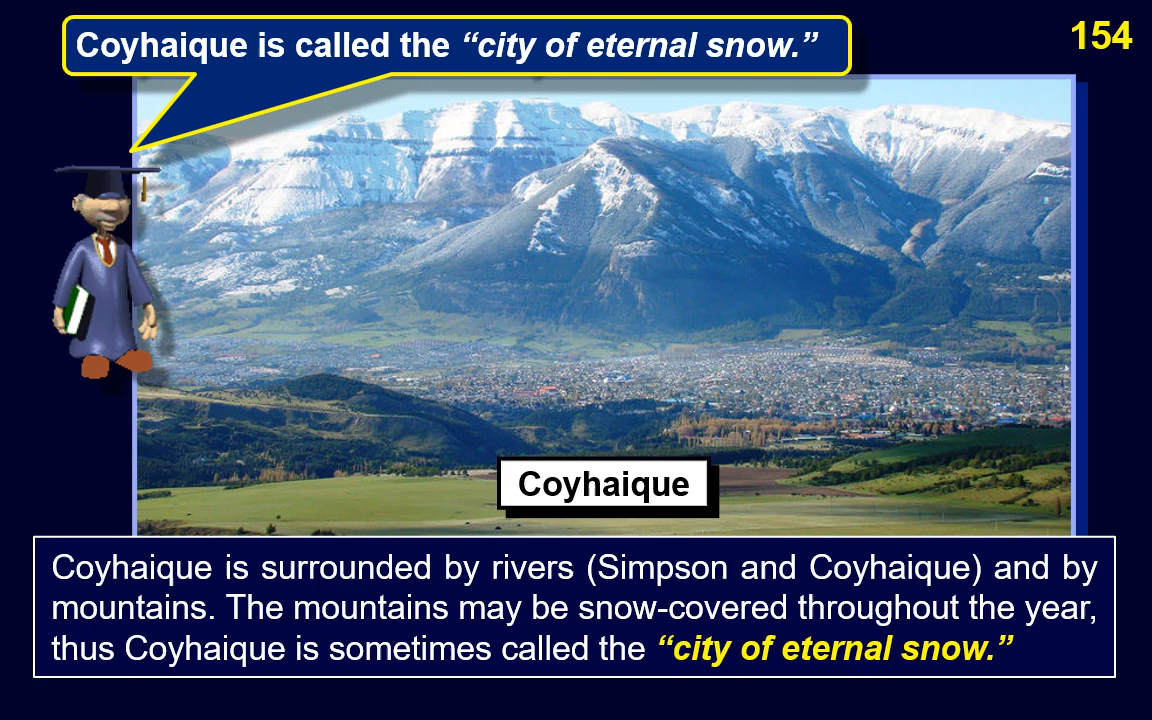 Coyhaique is called the “city of eternal snow.”
154
Coyhaique
Coyhaique is surrounded by rivers (Simpson and Coyhaique) and by
mountains. The mountains may be snow-covered throughout the year,
thus Coyhaique is sometimes called the “city of eternal snow.”